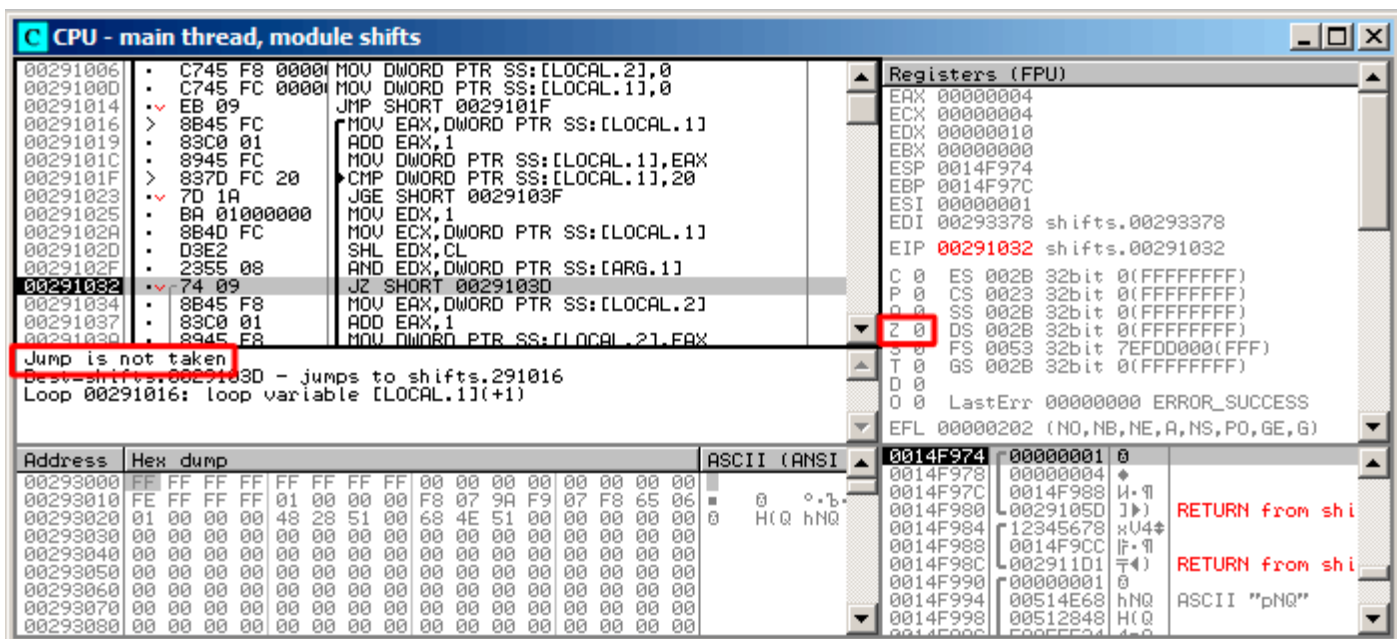 C CPU - main thread, module shifts
00291006 · C745 F8 0000 MOV DWORD PTR SS:[LOCAL.2],0
0029100D · C745 FC 0000 MOV DWORD PTR SS:[LOCAL.1],0
00291014 · EB 09 JMP SHORT 0029101F
00291016 > 8B45 FC MOV EAX,DWORD PTR SS:[LOCAL.1]
00291019 · 83C0 01 ADD EAX,1
0029101C · 8945 FC MOV DWORD PTR SS:[LOCAL.1],EAX
0029101F > 837D FC 20 CMP DWORD PTR SS:[LOCAL.1],20
00291023 · 7D 1A JGE SHORT 0029103F
00291025 · BA 01000000 MOV EDX,1
0029102A · 8B4D FC MOV ECX,DWORD PTR SS:[LOCAL.1]
0029102D · D3E2 SHL EDX,CL
0029102F · 2355 08 AND EDX,DWORD PTR SS:[ARG.1]
00291032 · 74 09 JZ SHORT 0029103D
00291034 · 8B45 F8 MOV EAX,DWORD PTR SS:[LOCAL.2]
00291037 · 83C0 01 ADD EAX,1
0029103A · 8945 F8 MOV DWORD PTR SS:[LOCAL.2],EAX
Jump is not taken
Dest=shifts.0029103D - jumps to shifts.291016
Loop 00291016: loop variable [LOCAL.1](+1)
Registers (FPU)
EAX 00000004
ECX 00000004
EDX 00000010
EBX 00000000
ESP 0014F974
EBP 0014F97C
ESI 00000001
EDI 00293378 shifts.00293378
EIP 00291032 shifts.00291032
C 0 ES 002B 32bit 0(FFFFFFFF)
P 0 CS 0023 32bit 0(FFFFFFFF)
A 0 SS 002B 32bit 0(FFFFFFFF)
Z 0 DS 002B 32bit 0(FFFFFFFF)
S 0 FS 0053 32bit 7EFDD000(FFF)
T 0 GS 002B 32bit 0(FFFFFFFF)
D 0
O 0 LastErr 00000000 ERROR_SUCCESS
EFL 00000202 (NO,NB,NE,A,NS,PO,GE,G)
Address Hex dump ASCII (ANSI
00293000 FF FF FF FF FF FF FF FF 00 00 00 00 00 00 00 00
00293010 FE FF FF FF 01 00 00 00 F8 07 9A F9 07 F8 65 06
00293020 01 00 00 00 48 28 51 00 68 4E 51 00 00 00 00 00 H(Q hNQ
00293030 00 00 00 00 00 00 00 00 00 00 00 00 00 00 00 00
00293040 00 00 00 00 00 00 00 00 00 00 00 00 00 00 00 00
00293050 00 00 00 00 00 00 00 00 00 00 00 00 00 00 00 00
00293060 00 00 00 00 00 00 00 00 00 00 00 00 00 00 00 00
00293070 00 00 00 00 00 00 00 00 00 00 00 00 00 00 00 00
00293080 00 00 00 00 00 00 00 00 00 00 00 00 00 00 00 00
0014F974 00000001
0014F978 00000004 ♦
0014F97C 0014F988 И·¶
0014F980 0029105D ]►) RETURN from shi
0014F984 12345678 xV4‡
0014F988 0014F9CC ╠·¶
0014F98C 002911D1 ╤◄) RETURN from shi
0014F990 00000001
0014F994 00514E68 hNQ ASCII "pNQ"
0014F998 00512848 H(Q